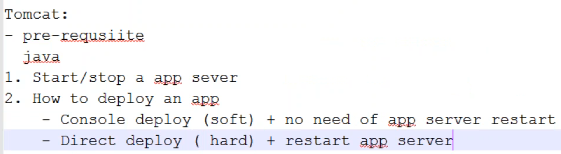 Tomcat:
- pre-requsiite
java
1. Start/stop a app sever
2. How to deploy an app
- Console deploy (soft) + no need of app server restart
- Direct deploy ( hard) + restart app server